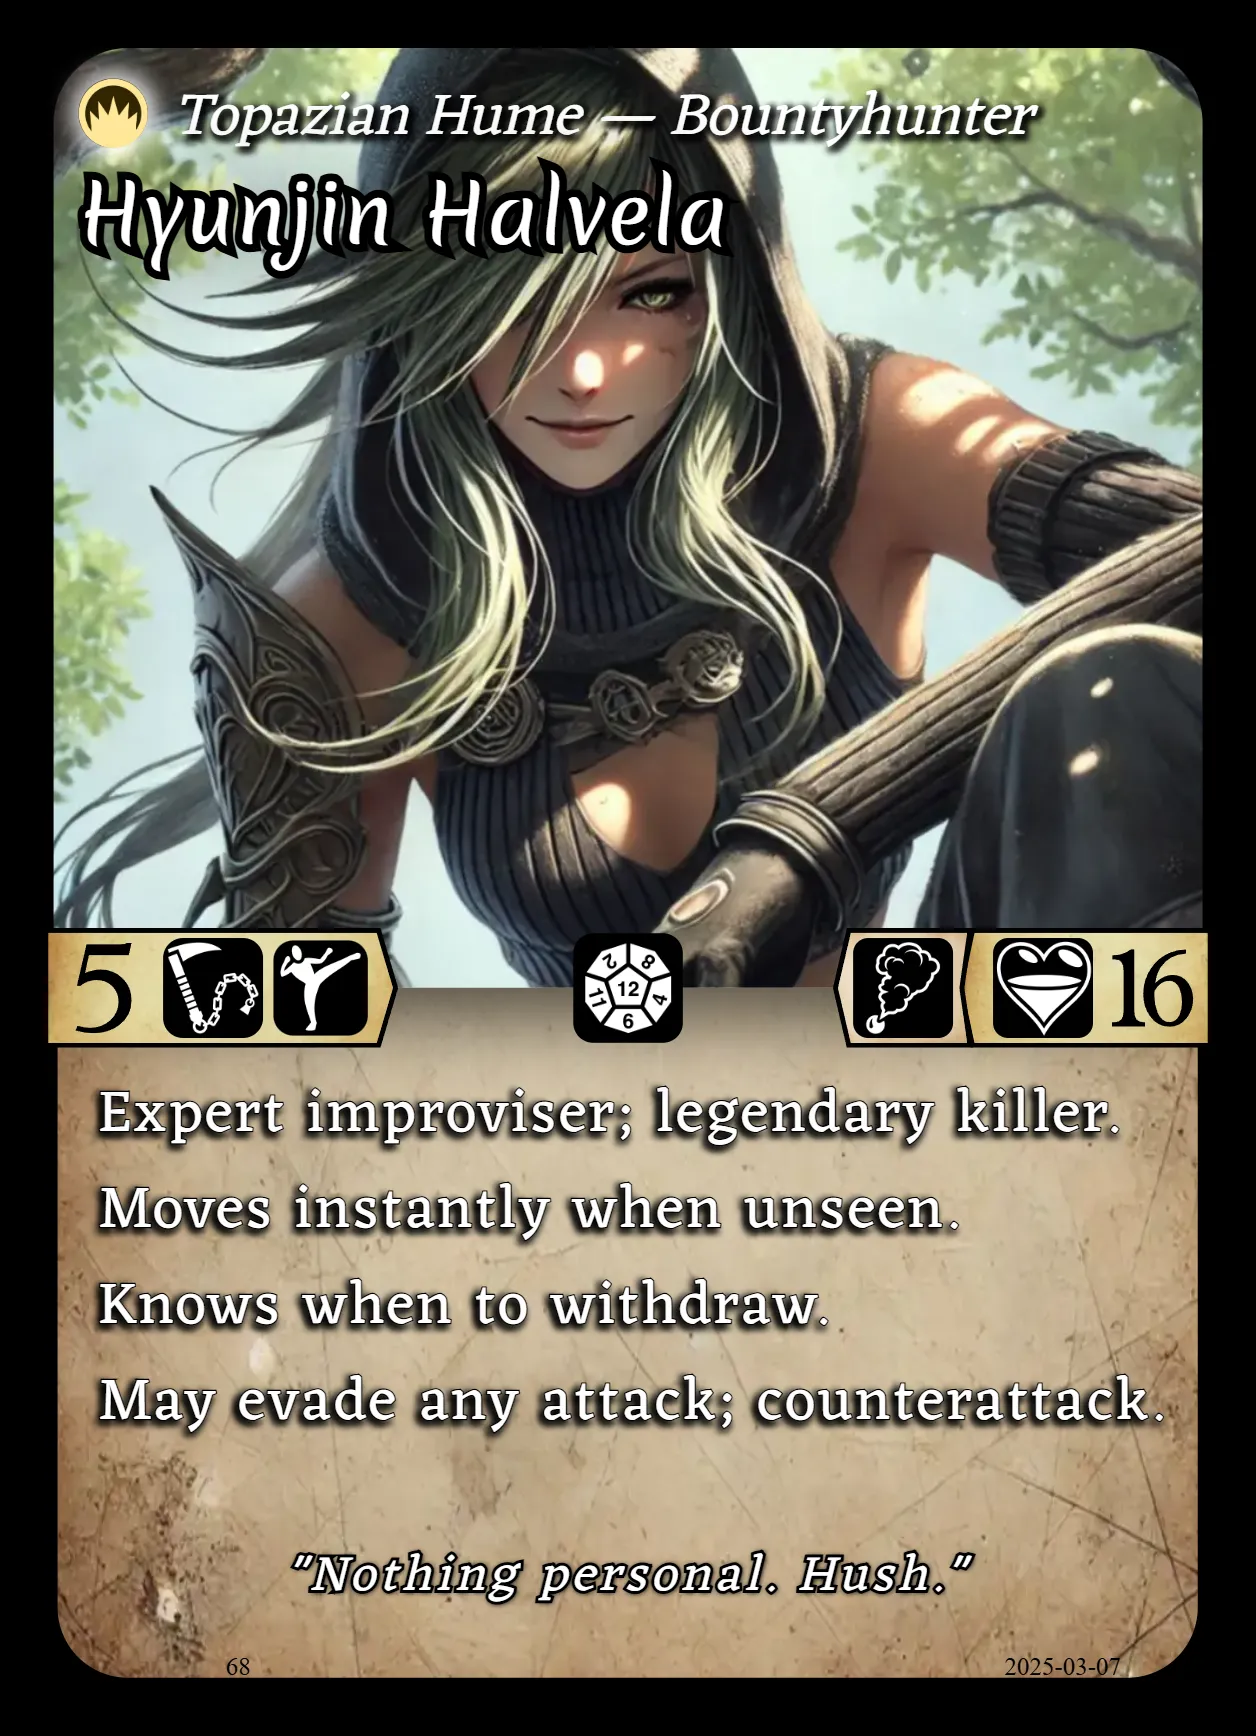 Topazian Hume — Bountyhunter
Hyunjin Halvela
5
2 8
11 12 4
6
16
Expert improviser; legendary killer.
Moves instantly when unseen.
Knows when to withdraw.
May evade any attack; counterattack.
"Nothing personal. Hush."
68 2025-03-07